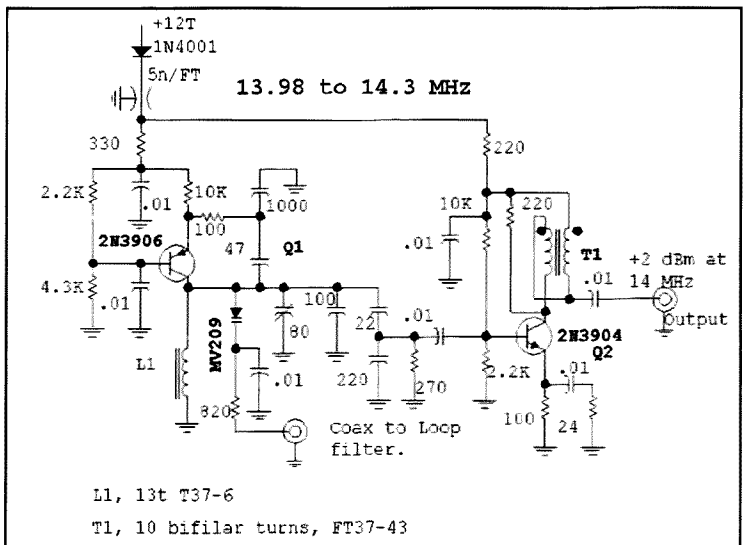 +12T
1N4001
5n/FT
13.98 to 14.3 MHz
330
220
2.2K
.01
10K
100
1000
10K
220
2N3906
47
Q1
.01
T1
+2 dBm at
14 MHz
.01
Output
4.3K
.01
100
80
22
.01
2N3904
Q2
L1
MV209
.01
220
270
2.2K
.01
820
100
24
Coax to Loop
filter.
L1, 13t T37-6
T1, 10 bifilar turns, FT37-43